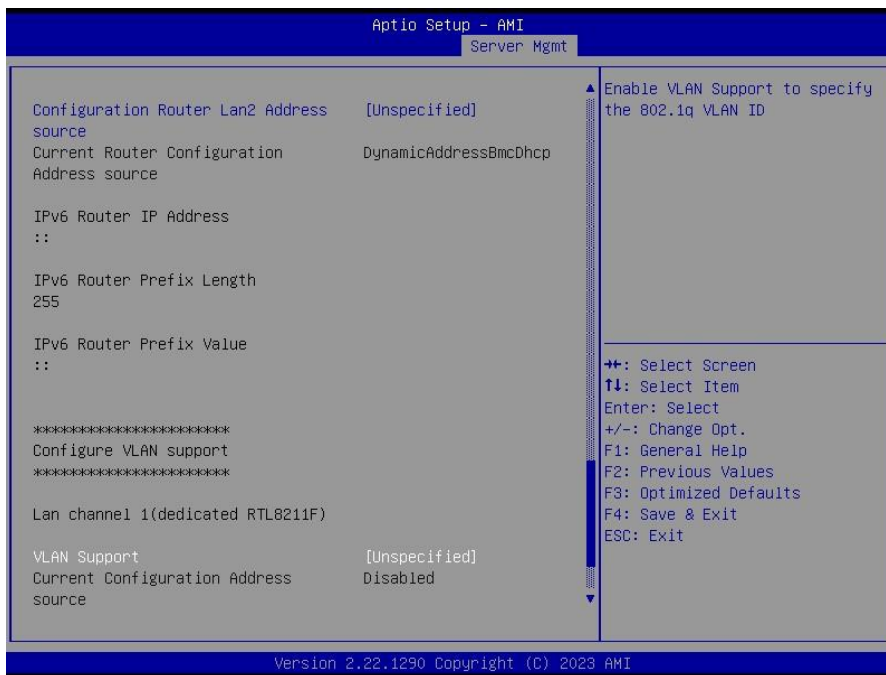 Aptio Setup – AMI
Server Mgmt
Configuration Router Lan2 Address [Unspecified]
source
Current Router Configuration DynamicAddressBmcDhcp
Address source
IPv6 Router IP Address
::
IPv6 Router Prefix Length
255
IPv6 Router Prefix Value
::
***********************
Configure VLAN support
***********************
Lan channel 1(dedicated RTL8211F)
VLAN Support [Unspecified]
Current Configuration Address Disabled
source
Enable VLAN Support to specify
the 802.1q VLAN ID
→←: Select Screen
↑↓: Select Item
Enter: Select
+/-: Change Opt.
F1: General Help
F2: Previous Values
F3: Optimized Defaults
F4: Save & Exit
ESC: Exit
Version 2.22.1290 Copyright (C) 2023 AMI